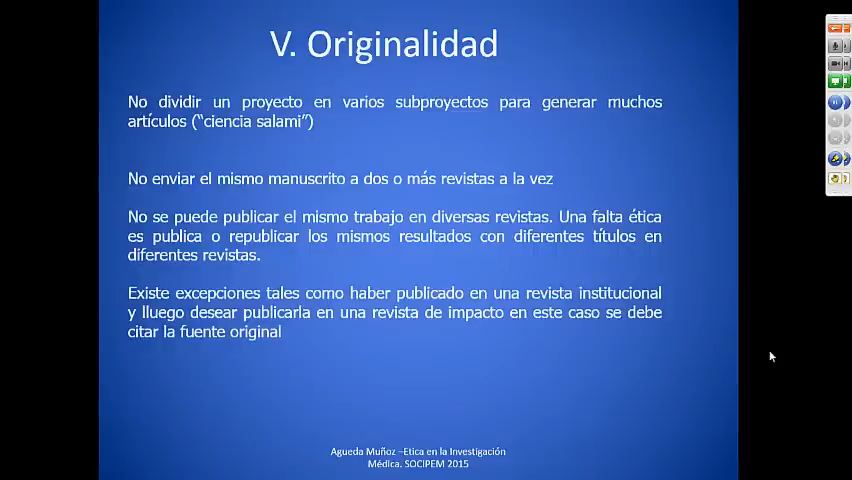 V. Originalidad
No dividir un proyecto en varios subproyectos para generar muchos
artículos (“ciencia salami”)
No enviar el mismo manuscrito a dos o más revistas a la vez
No se puede publicar el mismo trabajo en diversas revistas. Una falta ética
es publica o republicar los mismos resultados con diferentes títulos en
diferentes revistas.
Existe excepciones tales como haber publicado en una revista institucional
y lluego desear publicarla en una revista de impacto en este caso se debe
citar la fuente original
Agueda Muñoz –Etica en la Investigación
Médica. SOCIPEM 2015